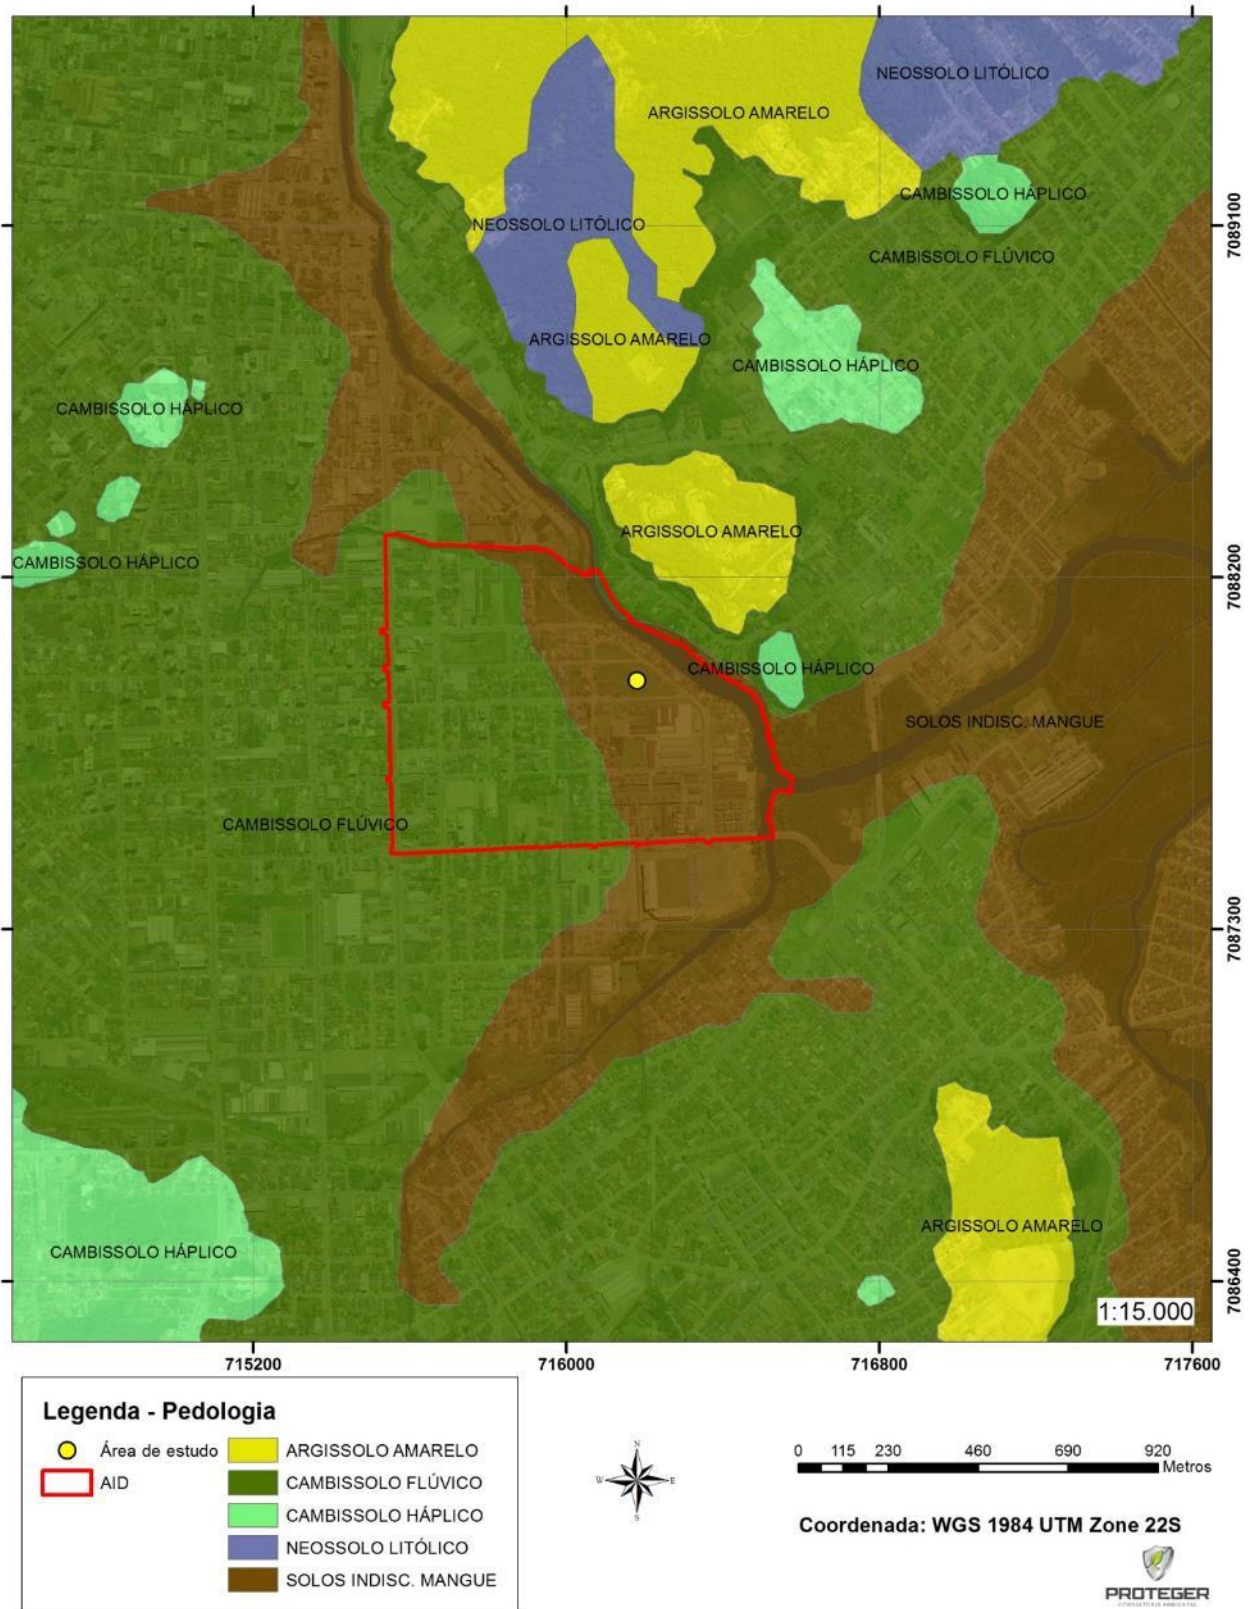 NEOSSOLO LITÓLICO
ARGISSOLO AMARELO
CAMBISSOLO HÁPLICO
NEOSSOLO LITÓLICO
7089100
CAMBISSOLO FLÚVICO
ARGISSOLO AMARELO
CAMBISSOLO HÁPLICO
CAMBISSOLO HÁPLICO
ARGISSOLO AMARELO
CAMBISSOLO HÁPLICO
7088200
CAMBISSOLO HÁPLICO
SOLOS INDISC. MANGUE
CAMBISSOLO FLÚVICO
7087300
ARGISSOLO AMARELO
CAMBISSOLO HÁPLICO
7086400
1:15.000
715200 716000 716800 717600
Legenda - Pedologia
Área de estudo
AID
ARGISSOLO AMARELO
CAMBISSOLO FLÚVICO
CAMBISSOLO HÁPLICO
NEOSSOLO LITÓLICO
SOLOS INDISC. MANGUE
N
W E
S
0 115 230 460 690 920
Metros
Coordenada: WGS 1984 UTM Zone 22S
PROTEGER
CONSULTORIA AMBIENTAL